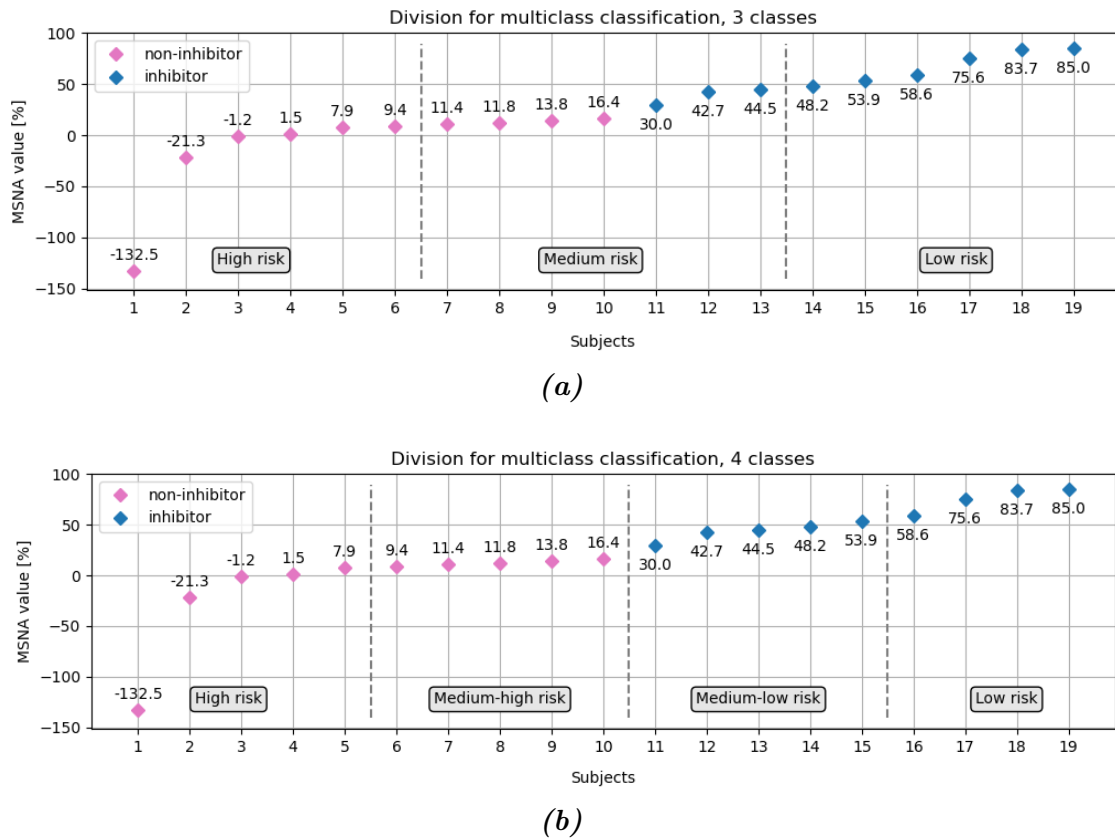 Division for multiclass classification, 3 classes
non-inhibitor
inhibitor
MSNA value [%]
100
50
0
−50
−100
−150
-132.5
-21.3
-1.2
1.5
7.9
9.4
11.4
11.8
13.8
16.4
30.0
42.7
44.5
48.2
53.9
58.6
75.6
83.7
85.0
High risk
Medium risk
Low risk
1 2 3 4 5 6 7 8 9 10 11 12 13 14 15 16 17 18 19
Subjects
(a)
Division for multiclass classification, 4 classes
non-inhibitor
inhibitor
MSNA value [%]
100
50
0
−50
−100
−150
-132.5
-21.3
-1.2
1.5
7.9
9.4
11.4
11.8
13.8
16.4
30.0
42.7
44.5
48.2
53.9
58.6
75.6
83.7
85.0
High risk
Medium-high risk
Medium-low risk
Low risk
1 2 3 4 5 6 7 8 9 10 11 12 13 14 15 16 17 18 19
Subjects
(b)